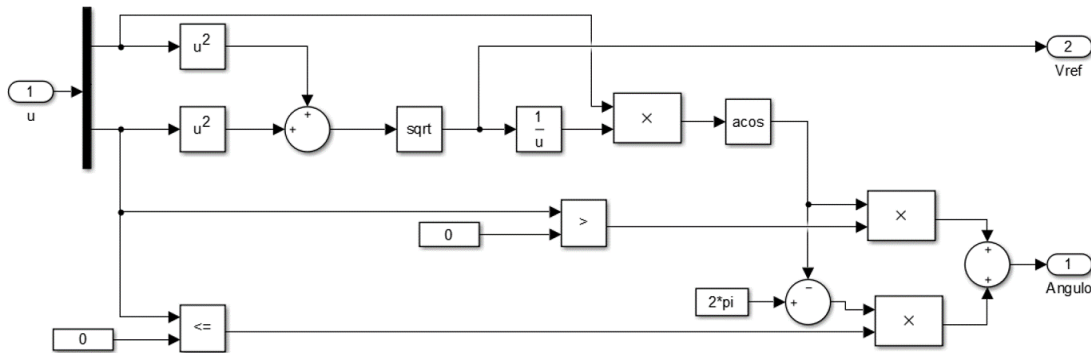 u²
2
Vref
1
u
u²
+
+
sqrt
1
u
×
acos
0
>
×
+
+
1
Angulo
2*pi
−
+
×
0
<=